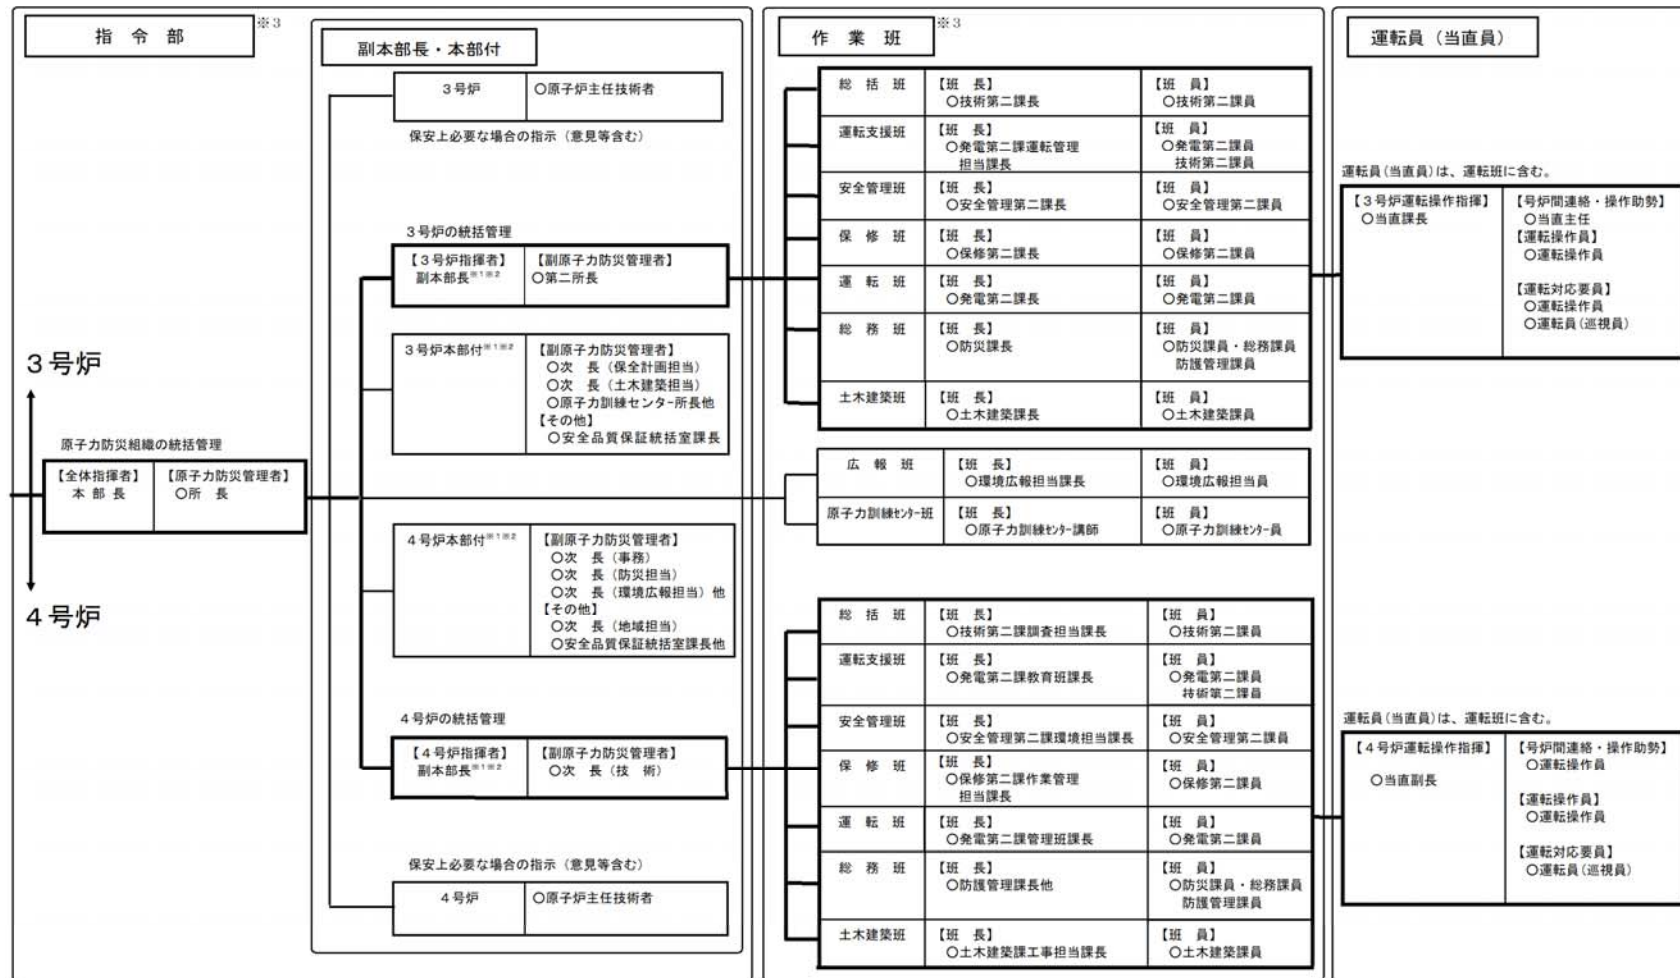 指 令 部
※3
副本部長・本部付
3号炉
○原子炉主任技術者
保安上必要な場合の指示（意見等含む）
3号炉の統括管理
【3号炉指揮者】
副本部長※1※2
【副原子力防災管理者】
○第二所長
3号炉本部付※1※2
【副原子力防災管理者】
○次 長（保全計画担当）
○次 長（土木建築担当）
○原子力訓練センター所長他
【その他】
○安全品質保証統括室課長
3号炉
原子力防災組織の統括管理
【全体指揮者】
本 部 長
【原子力防災管理者】
○所 長
4号炉
4号炉本部付※1※2
【副原子力防災管理者】
○次 長（事務）
○次 長（防災担当）
○次 長（環境広報担当）他
【その他】
○次 長（地域担当）
○安全品質保証統括室課長他
4号炉の統括管理
【4号炉指揮者】
副本部長※1※2
【副原子力防災管理者】
○次 長（技 術）
保安上必要な場合の指示（意見等含む）
4号炉
○原子炉主任技術者
作 業 班
※3
総 括 班
【班 長】
○技術第二課長
【班 員】
○技術第二課員
運転支援班
【班 長】
○発電第二課運転管理
担当課長
【班 員】
○発電第二課員
技術第二課員
安全管理班
【班 長】
○安全管理第二課長
【班 員】
○安全管理第二課員
保 修 班
【班 長】
○保修第二課長
【班 員】
○保修第二課員
運 転 班
【班 長】
○発電第二課長
【班 員】
○発電第二課員
総 務 班
【班 長】
○防災課長
【班 員】
○防災課員・総務課員
防護管理課員
土木建築班
【班 長】
○土木建築課長
【班 員】
○土木建築課員
広 報 班
【班 長】
○環境広報担当課長
【班 員】
○環境広報担当員
原子力訓練ｾﾝﾀｰ班
【班 長】
○原子力訓練ｾﾝﾀｰ講師
【班 員】
○原子力訓練ｾﾝﾀｰ員
総 括 班
【班 長】
○技術第二課調査担当課長
【班 員】
○技術第二課員
運転支援班
【班 長】
○発電第二課教育班課長
【班 員】
○発電第二課員
技術第二課員
安全管理班
【班 長】
○安全管理第二課環境担当課長
【班 員】
○安全管理第二課員
保 修 班
【班 長】
○保修第二課作業管理
担当課長
【班 員】
○保修第二課員
運 転 班
【班 長】
○発電第二課管理班課長
【班 員】
○発電第二課員
総 務 班
【班 長】
○防護管理課長他
【班 員】
○防災課員・総務課員
防護管理課員
土木建築班
【班 長】
○土木建築課工事担当課長
【班 員】
○土木建築課員
運転員（当直員）
運転員(当直員)は、運転班に含む。
【3号炉運転操作指揮】
○当直課長
【号炉間連絡・操作助勢】
○当直主任
【運転操作員】
○運転操作員
【運転対応要員】
○運転操作員
○運転員(巡視員)
運転員(当直員)は、運転班に含む。
【4号炉運転操作指揮】
○当直副長
【号炉間連絡・操作助勢】
○運転操作員
【運転操作員】
○運転操作員
【運転対応要員】
○運転員(巡視員)